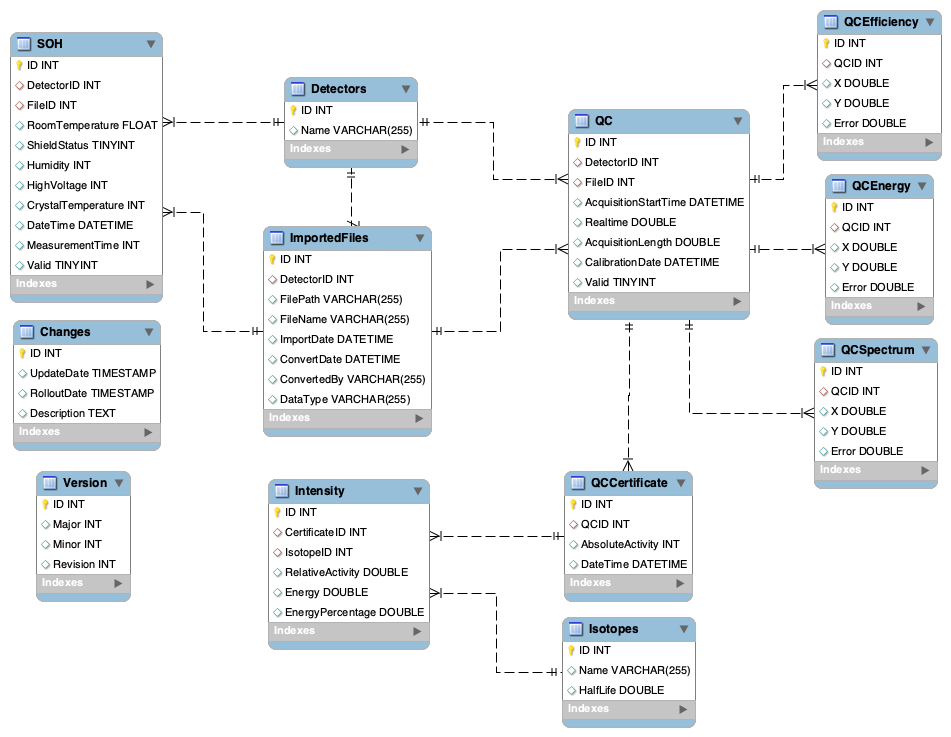 SOH
ID INT
DetectorID INT
FileID INT
RoomTemperature FLOAT
ShieldStatus TINYINT
Humidity INT
HighVoltage INT
CrystalTemperature INT
DateTime DATETIME
MeasurementTime INT
Valid TINYINT
Indexes
Changes
ID INT
UpdateDate TIMESTAMP
RolloutDate TIMESTAMP
Description TEXT
Indexes
Version
ID INT
Major INT
Minor INT
Revision INT
Indexes
Detectors
ID INT
Name VARCHAR(255)
Indexes
ImportedFiles
ID INT
DetectorID INT
FilePath VARCHAR(255)
FileName VARCHAR(255)
ImportDate DATETIME
ConvertDate DATETIME
ConvertedBy VARCHAR(255)
DataType VARCHAR(255)
Indexes
Intensity
ID INT
CertificateID INT
IsotopeID INT
RelativeActivity DOUBLE
Energy DOUBLE
EnergyPercentage DOUBLE
Indexes
QC
ID INT
DetectorID INT
FileID INT
AcquisitionStartTime DATETIME
Realtime DOUBLE
AcquisitionLength DOUBLE
CalibrationDate DATETIME
Valid TINYINT
Indexes
QCCertificate
ID INT
QCID INT
AbsoluteActivity INT
DateTime DATETIME
Indexes
Isotopes
ID INT
Name VARCHAR(255)
HalfLife DOUBLE
Indexes
QCEfficiency
ID INT
QCID INT
X DOUBLE
Y DOUBLE
Error DOUBLE
Indexes
QCEnergy
ID INT
QCID INT
X DOUBLE
Y DOUBLE
Error DOUBLE
Indexes
QCSpectrum
ID INT
QCID INT
X DOUBLE
Y DOUBLE
Error DOUBLE
Indexes